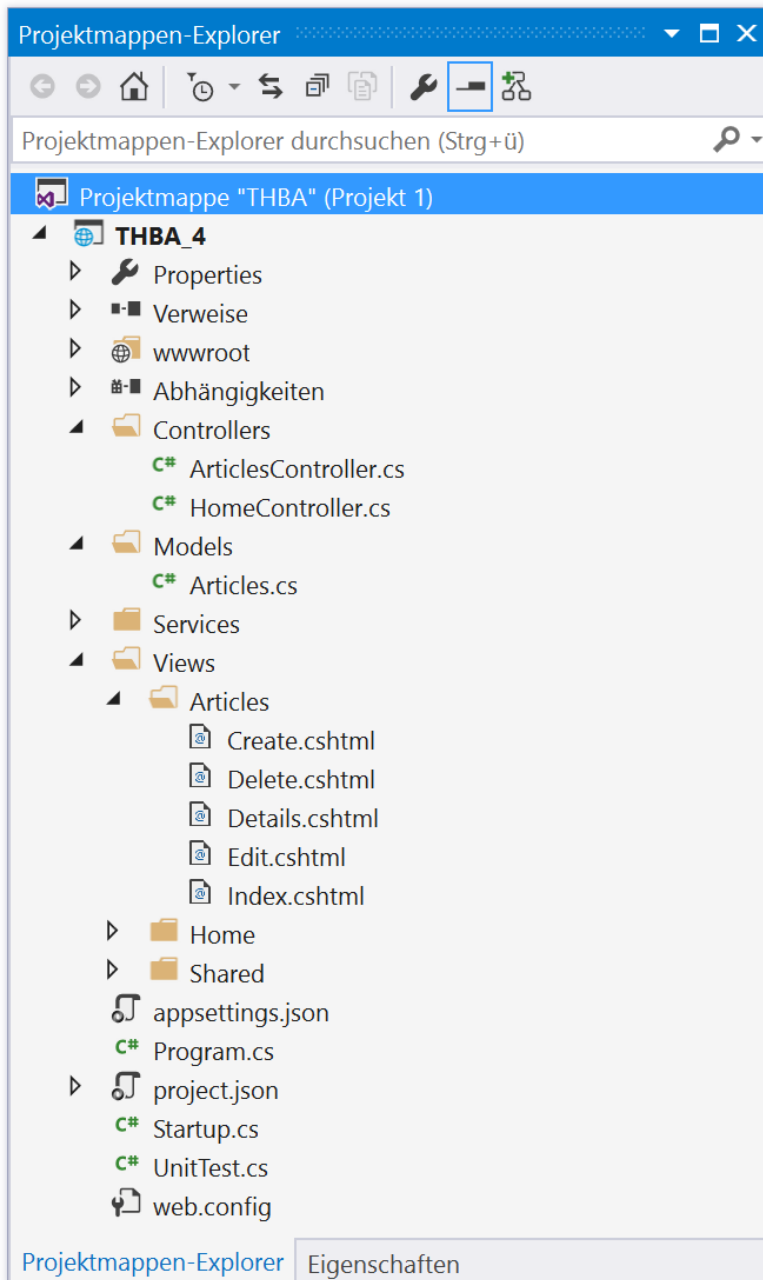 Projektmappen-Explorer
Projektmappen-Explorer durchsuchen (Strg+ü)
Projektmappe "THBA" (Projekt 1)
THBA_4
Properties
Verweise
wwwroot
Abhängigkeiten
Controllers
C# ArticlesController.cs
C# HomeController.cs
Models
C# Articles.cs
Services
Views
Articles
Create.cshtml
Delete.cshtml
Details.cshtml
Edit.cshtml
Index.cshtml
Home
Shared
appsettings.json
C# Program.cs
project.json
C# Startup.cs
C# UnitTest.cs
web.config
Projektmappen-Explorer Eigenschaften